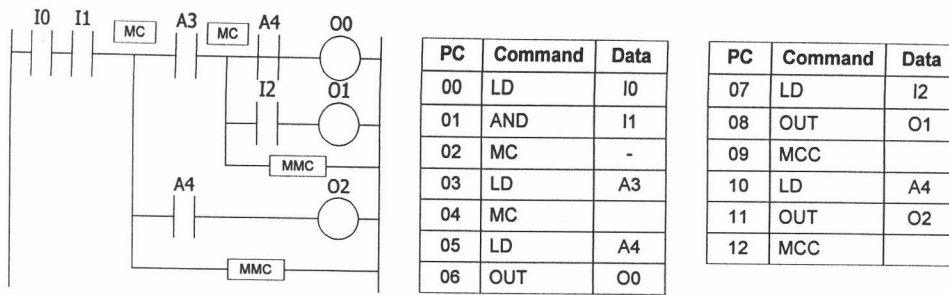 I0 I1 MC A3 MC A4 O0
I2 O1
MMC
A4 O2
MMC
PC Command Data
00 LD I0
01 AND I1
02 MC -
03 LD A3
04 MC
05 LD A4
06 OUT O0
PC Command Data
07 LD I2
08 OUT O1
09 MCC
10 LD A4
11 OUT O2
12 MCC